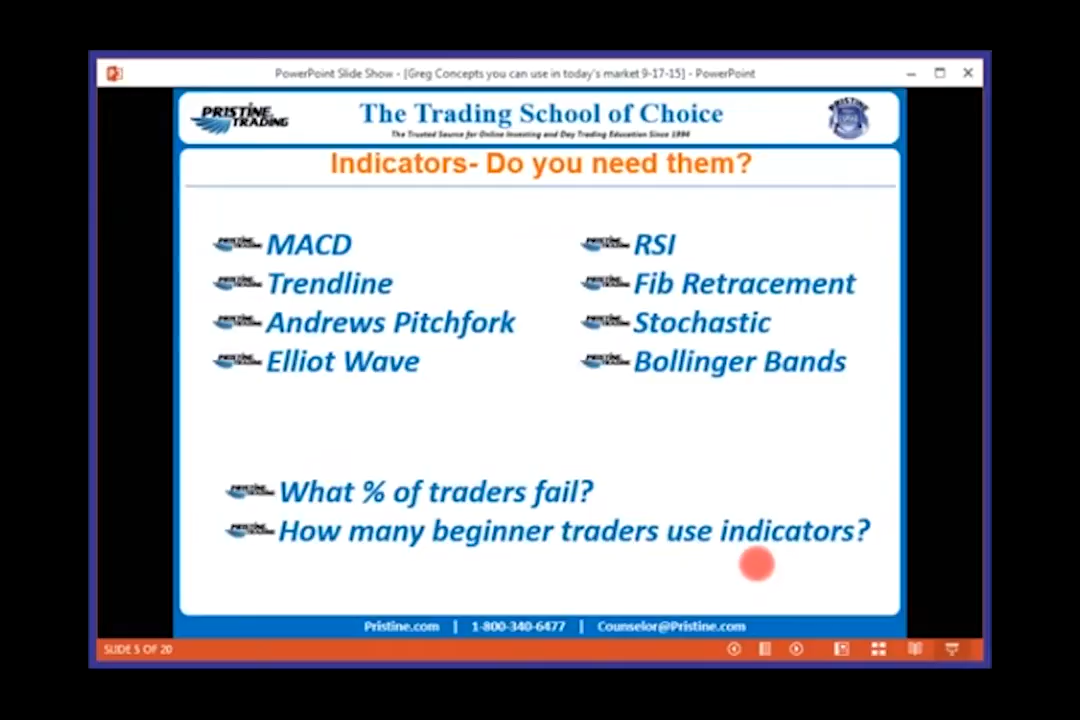 PowerPoint Slide Show - [Greg Concepts you can use in today's market 9-17-15] - PowerPoint
PRISTINE TRADING
The Trading School of Choice
The Trusted Source for Online Investing and Day Trading Education Since 1994
PRISTINE
Indicators- Do you need them?
MACD
Trendline
Andrews Pitchfork
Elliot Wave
RSI
Fib Retracement
Stochastic
Bollinger Bands
What % of traders fail?
How many beginner traders use indicators?
Pristine.com | 1-800-340-6477 | Counselor@Pristine.com
SLIDE 5 OF 20